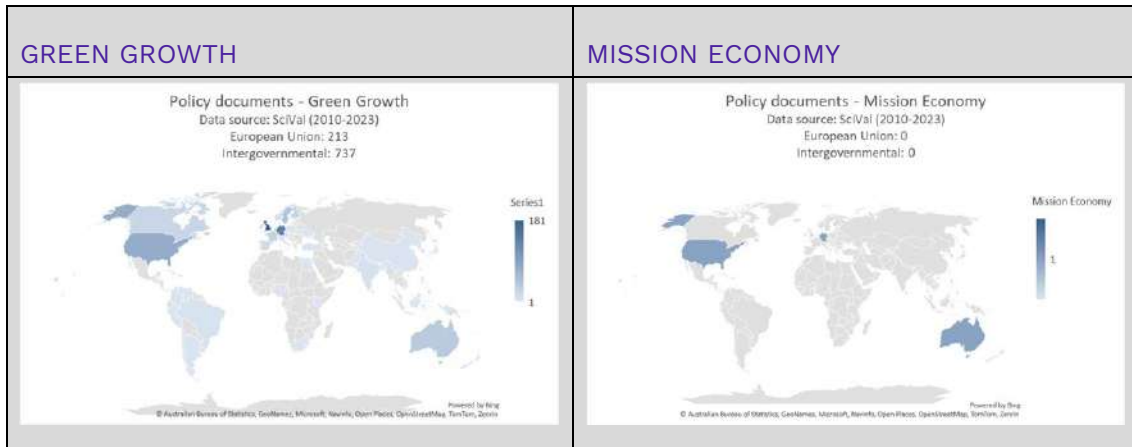 GREEN GROWTH
Policy documents - Green Growth
Data source: SciVal (2010-2023)
European Union: 213
Intergovernmental: 737
Series1
181
1
Powered by Bing
© Australian Bureau of Statistics, GeoNames, Microsoft, Navinfo, Open Places, OpenStreetMap, TomTom, Zenrin
MISSION ECONOMY
Policy documents - Mission Economy
Data source: SciVal (2010-2023)
European Union: 0
Intergovernmental: 0
Mission Economy
1
Powered by Bing
© Australian Bureau of Statistics, GeoNames, Microsoft, Navinfo, Open Places, OpenStreetMap, TomTom, Zenrin